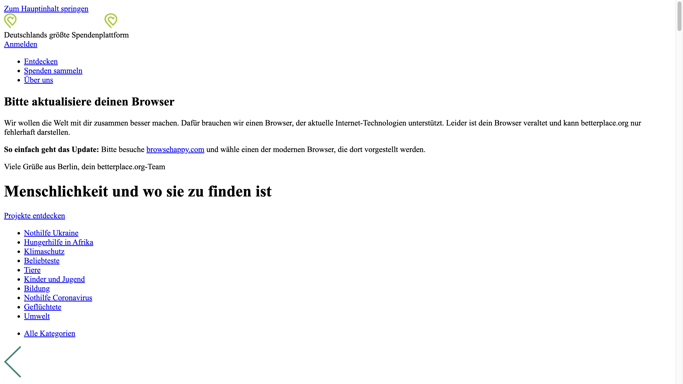 Zum Hauptinhalt springen
Deutschlands größte Spendenplattform
Anmelden
Entdecken
Spenden sammeln
Über uns
Bitte aktualisiere deinen Browser
Wir wollen die Welt mit dir zusammen besser machen. Dafür brauchen wir einen Browser, der aktuelle Internet-Technologien unterstützt. Leider ist dein Browser veraltet und kann betterplace.org nur
fehlerhaft darstellen.
So einfach geht das Update: Bitte besuche browsehappy.com und wähle einen der modernen Browser, die dort vorgestellt werden.
Viele Grüße aus Berlin, dein betterplace.org-Team
Menschlichkeit und wo sie zu finden ist
Projekte entdecken
Nothilfe Ukraine
Hungerhilfe in Afrika
Klimaschutz
Beliebteste
Tiere
Kinder und Jugend
Bildung
Nothilfe Coronavirus
Geflüchtete
Umwelt
Alle Kategorien